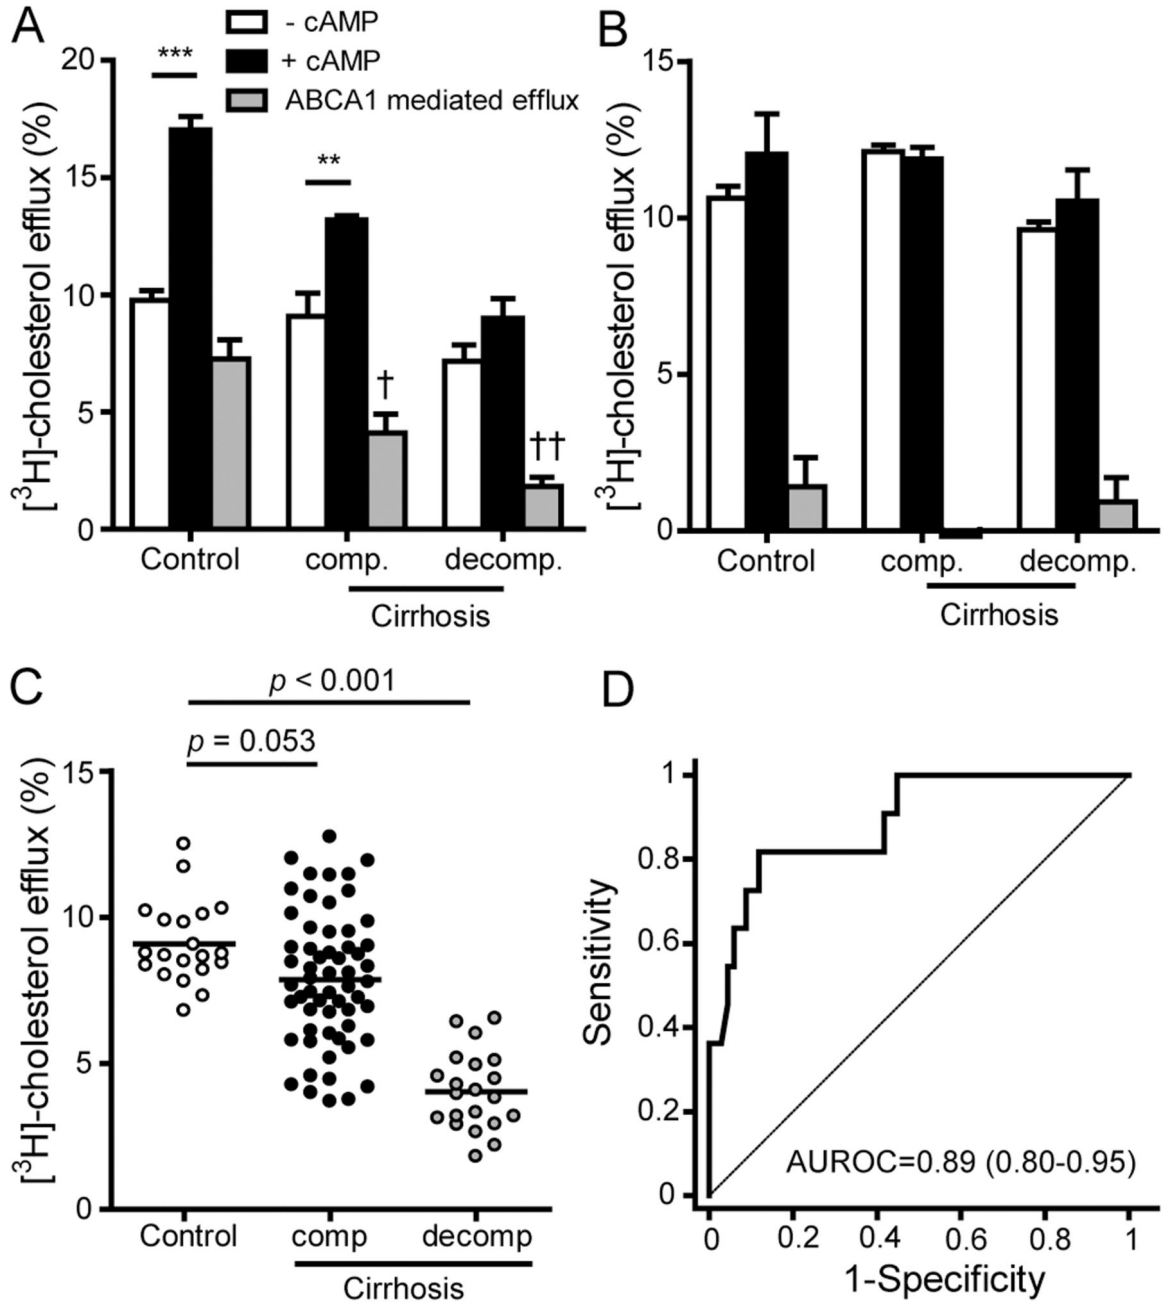 A
- cAMP
+ cAMP
ABCA1 mediated efflux
***
**
†
††
[³H]-cholesterol efflux (%)
20
15
10
5
0
Control
comp.
decomp.
Cirrhosis
B
[³H]-cholesterol efflux (%)
15
10
5
0
Control
comp.
decomp.
Cirrhosis
C
p < 0.001
p = 0.053
[³H]-cholesterol efflux (%)
15
10
5
0
Control
comp
decomp
Cirrhosis
D
Sensitivity
1
0.8
0.6
0.4
0.2
0
AUROC=0.89 (0.80-0.95)
0 0.2 0.4 0.6 0.8 1
1-Specificity